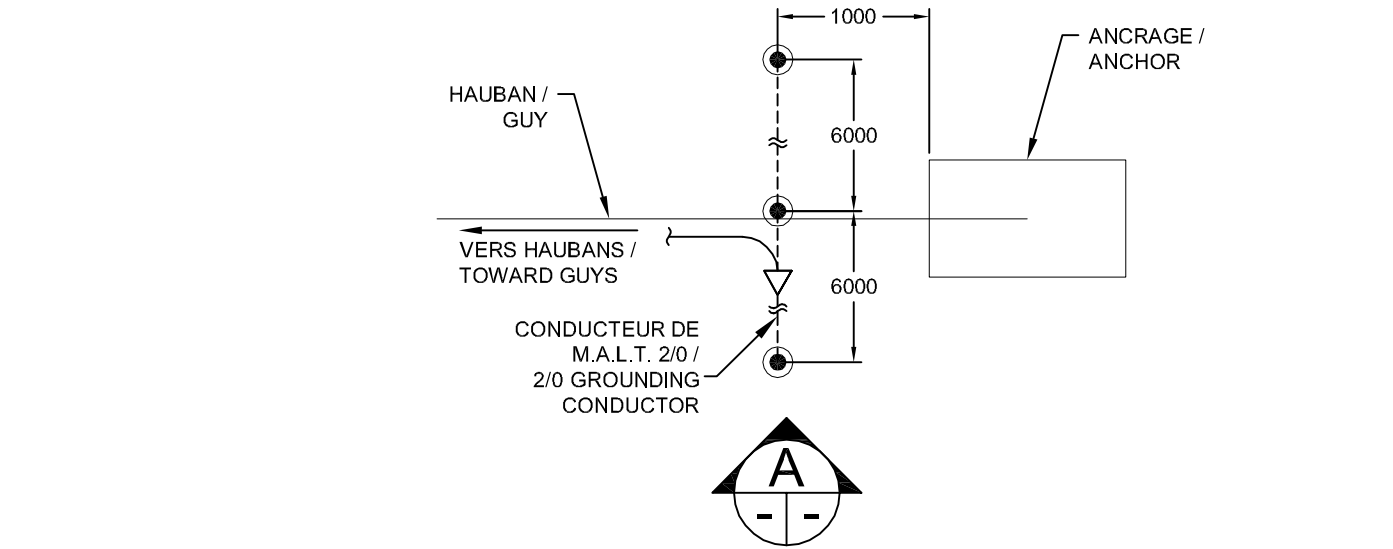 1000
ANCRAGE /
ANCHOR
HAUBAN /
GUY
6000
VERS HAUBANS /
TOWARD GUYS
6000
CONDUCTEUR DE
M.A.L.T. 2/0 /
2/0 GROUNDING
CONDUCTOR
A
- -